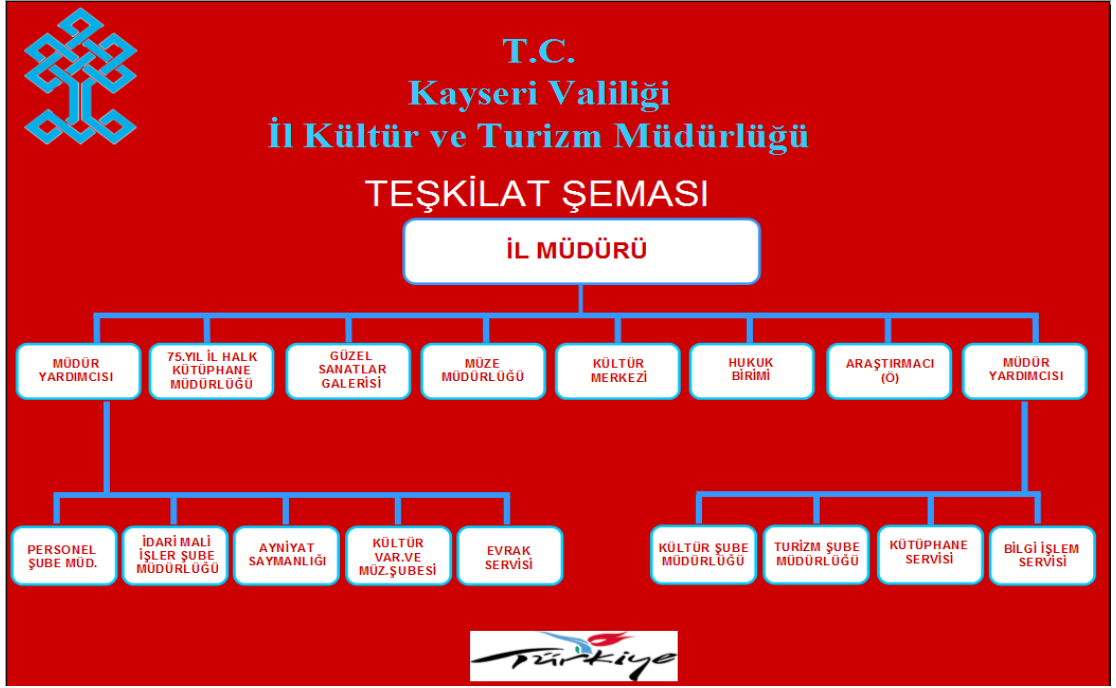 T.C.
Kayseri Valiliği
İl Kültür ve Turizm Müdürlüğü
TEŞKİLAT ŞEMASI
İL MÜDÜRÜ
MÜDÜR
YARDIMCISI
75.YIL İL HALK
KÜTÜPHANE
MÜDÜRLÜĞÜ
GÜZEL
SANATLAR
GALERİSİ
MÜZE
MÜDÜRLÜĞÜ
KÜLTÜR
MERKEZİ
HUKUK
BİRİMİ
ARAŞTIRMACI
(Ö)
MÜDÜR
YARDIMCISI
PERSONEL
ŞUBE MÜD.
İDARİ MALİ
İŞLER ŞUBE
MÜDÜRLÜĞÜ
AYNİYAT
SAYMANLIĞI
KÜLTÜR
VAR.VE
MÜZ.ŞUBESİ
EVRAK
SERVİSİ
KÜLTÜR ŞUBE
MÜDÜRLÜĞÜ
TURİZM ŞUBE
MÜDÜRLÜĞÜ
KÜTÜPHANE
SERVİSİ
BİLGİ İŞLEM
SERVİSİ
Türkiye